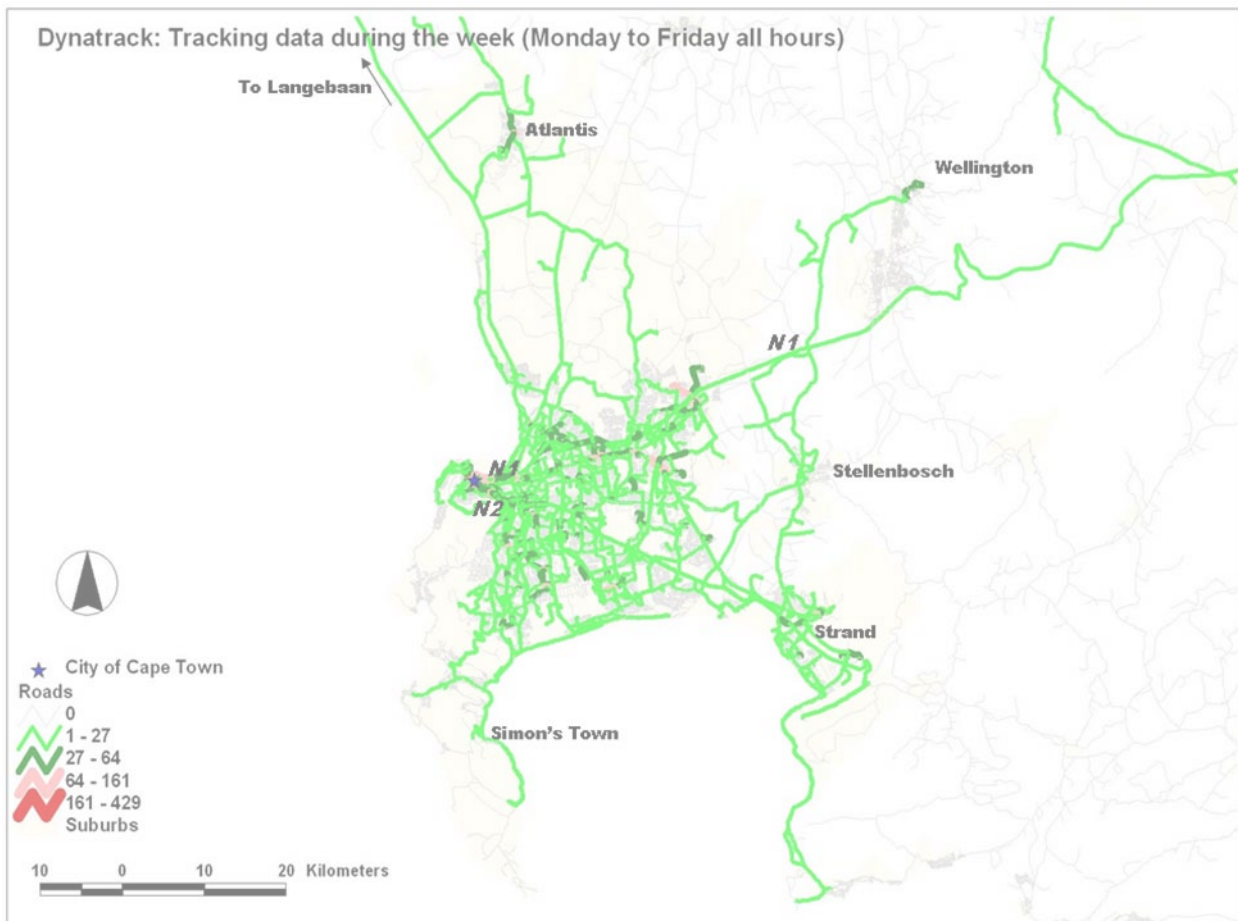 Dynatrack: Tracking data during the week (Monday to Friday all hours)
To Langebaan
Atlantis
Wellington
N1
N1
Stellenbosch
N2
Strand
City of Cape Town
Roads
0
1 - 27
Simon's Town
27 - 64
64 - 161
161 - 429
Suburbs
10 0 10 20 Kilometers